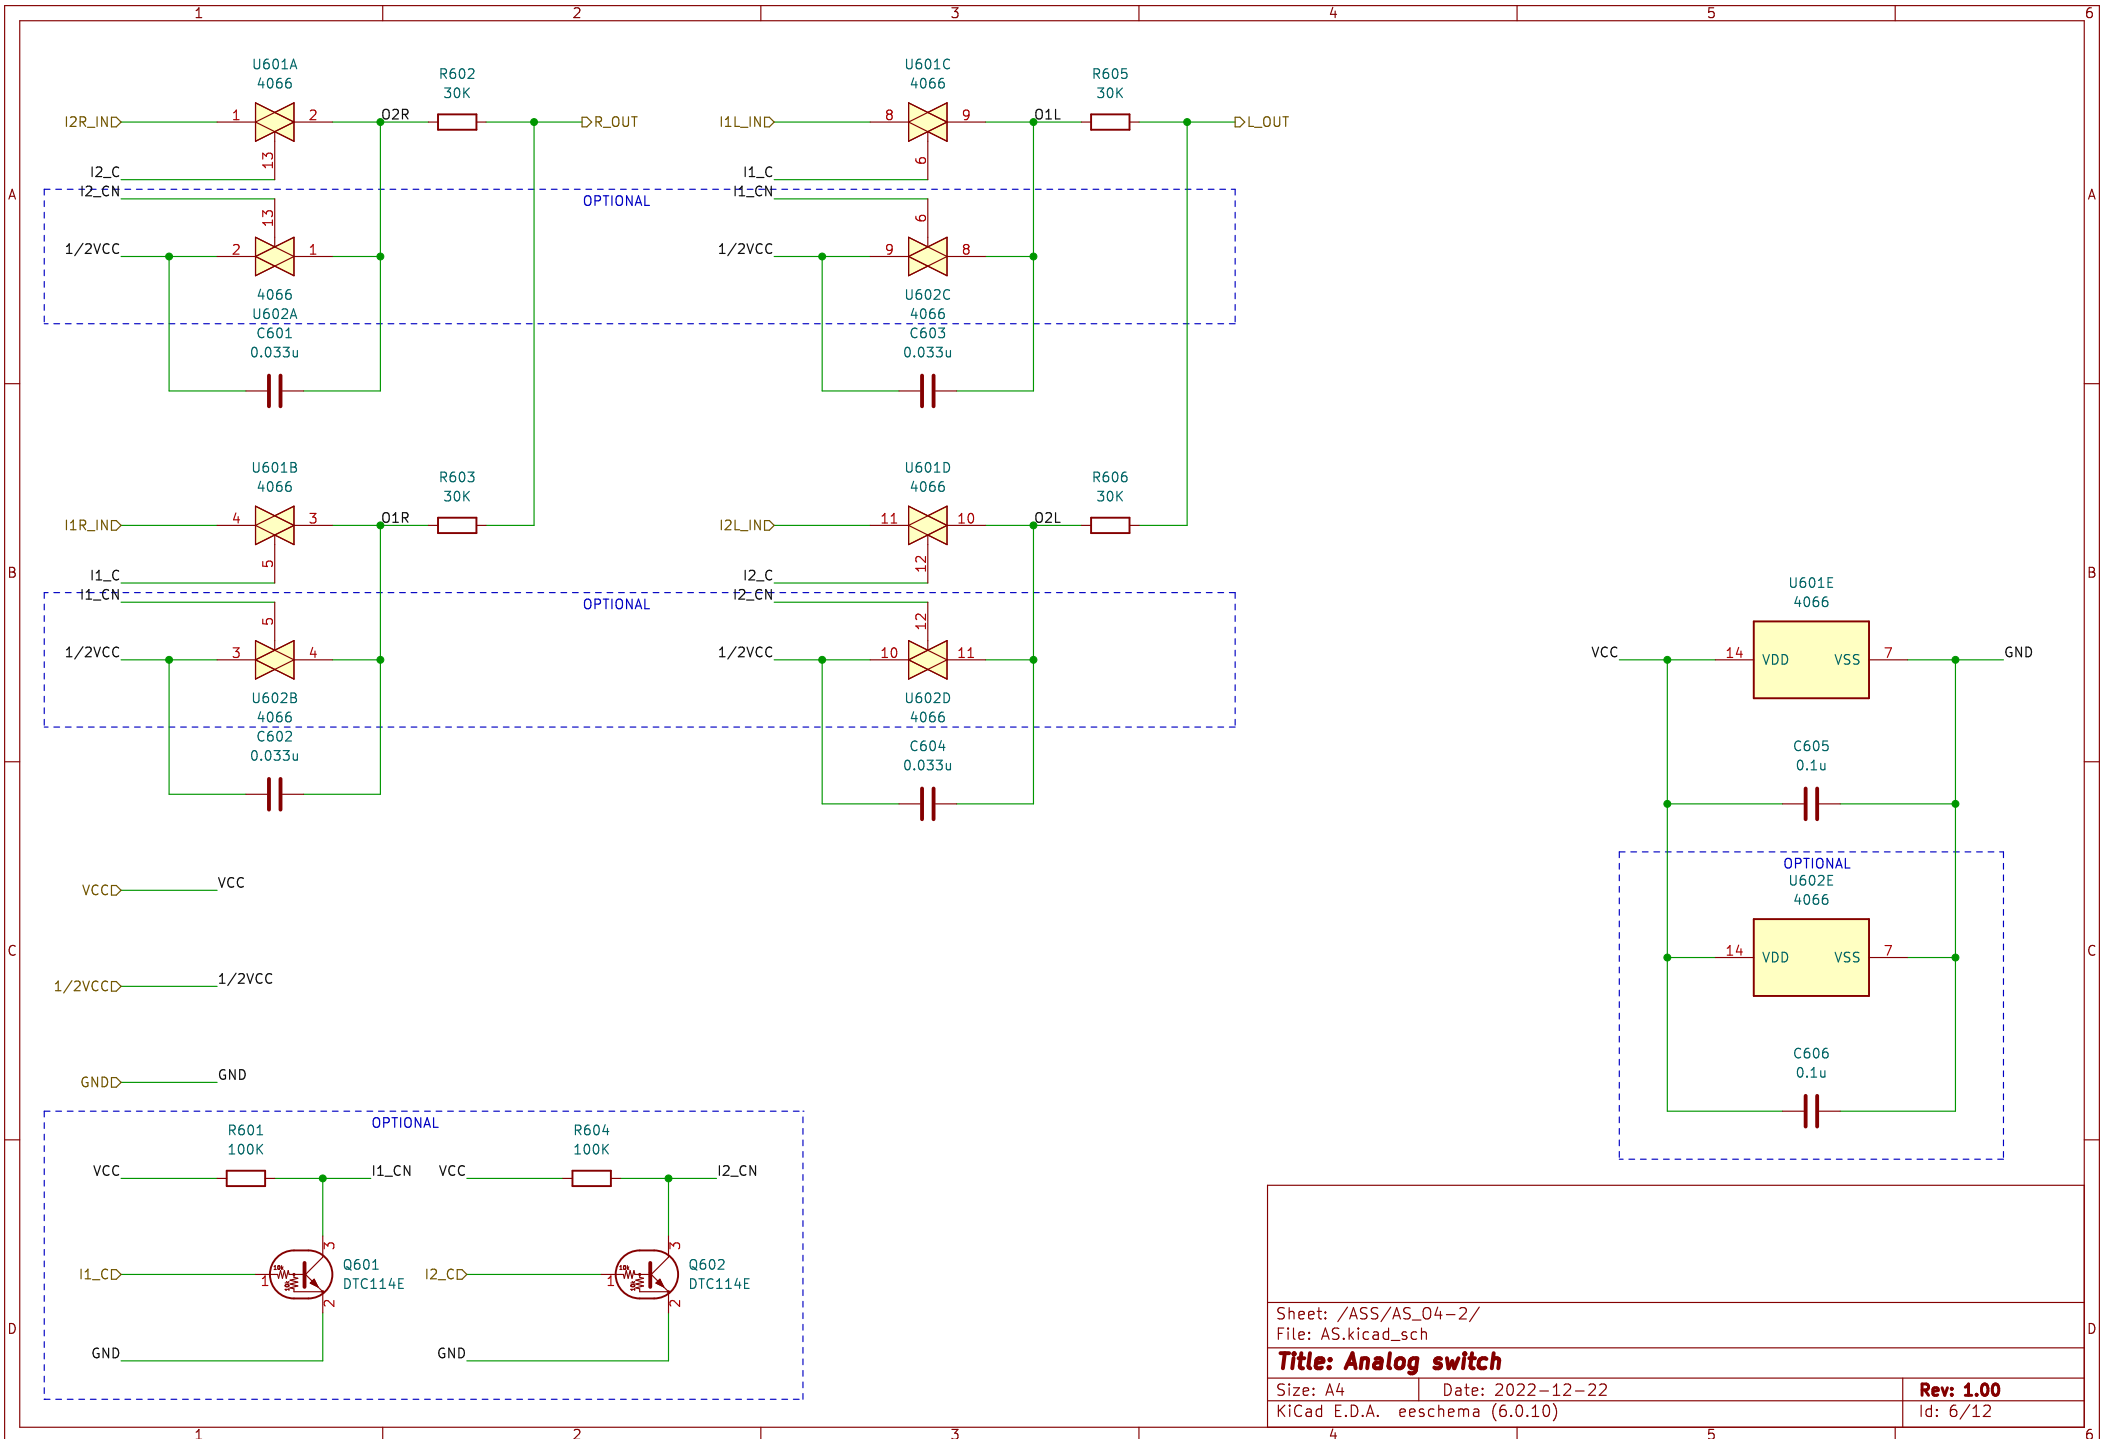 1 2 3 4 5 6
U601A
4066
R602
30K
U601C
4066
R605
30K
I2R_IN 1 2 O2R R_OUT
I1L_IN 8 9 O1L L_OUT
13
6
I2_C
I1_C
A
A
I2_CN
I1_CN
OPTIONAL
13
6
1/2VCC 2 1
1/2VCC 9 8
4066
U602A
C601
0.033u
U602C
4066
C603
0.033u
U601B
4066
R603
30K
U601D
4066
R606
30K
I1R_IN 4 3 O1R
I2L_IN 11 10 O2L
5
12
I1_C
I2_C
B
B
I1_CN
I2_CN
OPTIONAL
5
12
1/2VCC 3 4
1/2VCC 10 11
U602B
4066
C602
0.033u
U602D
4066
C604
0.033u
U601E
4066
VCC 14 VDD VSS 7 GND
C605
0.1u
OPTIONAL
U602E
4066
14 VDD VSS 7
C606
0.1u
VCC VCC
C
C
1/2VCC 1/2VCC
GND GND
OPTIONAL
R601
100K
R604
100K
VCC I1_CN
VCC I2_CN
3
3
I1_C 1 10k 10k
Q601
DTC114E
I2_C 1 10k 10k
Q602
DTC114E
2
2
GND
GND
D
D
Sheet: /ASS/AS_O4-2/
File: AS.kicad_sch
Title: Analog switch
Size: A4 Date: 2022-12-22 Rev: 1.00
KiCad E.D.A. eeschema (6.0.10) Id: 6/12
1 2 3 4 5 6